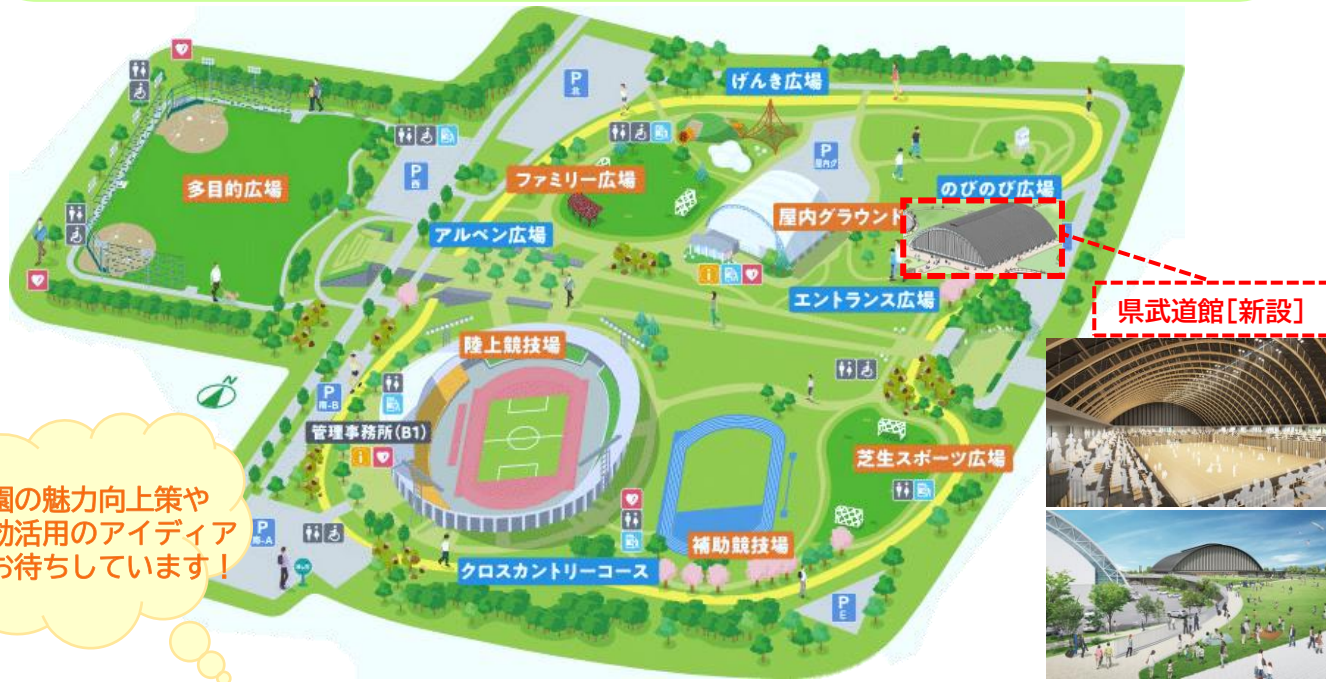 げんき広場
P
北
P
屋内グ
P
西
多目的広場
ファミリー広場
のびのび広場
屋内グラウンド
アルペン広場
エントランス広場
県武道館[新設]
陸上競技場
N
P
南-B
管理事務所(B1)
芝生スポーツ広場
園の魅力向上策や
活用のアイディア
お待ちしています!
P
南-A
補助競技場
クロスカントリーコース
P
E